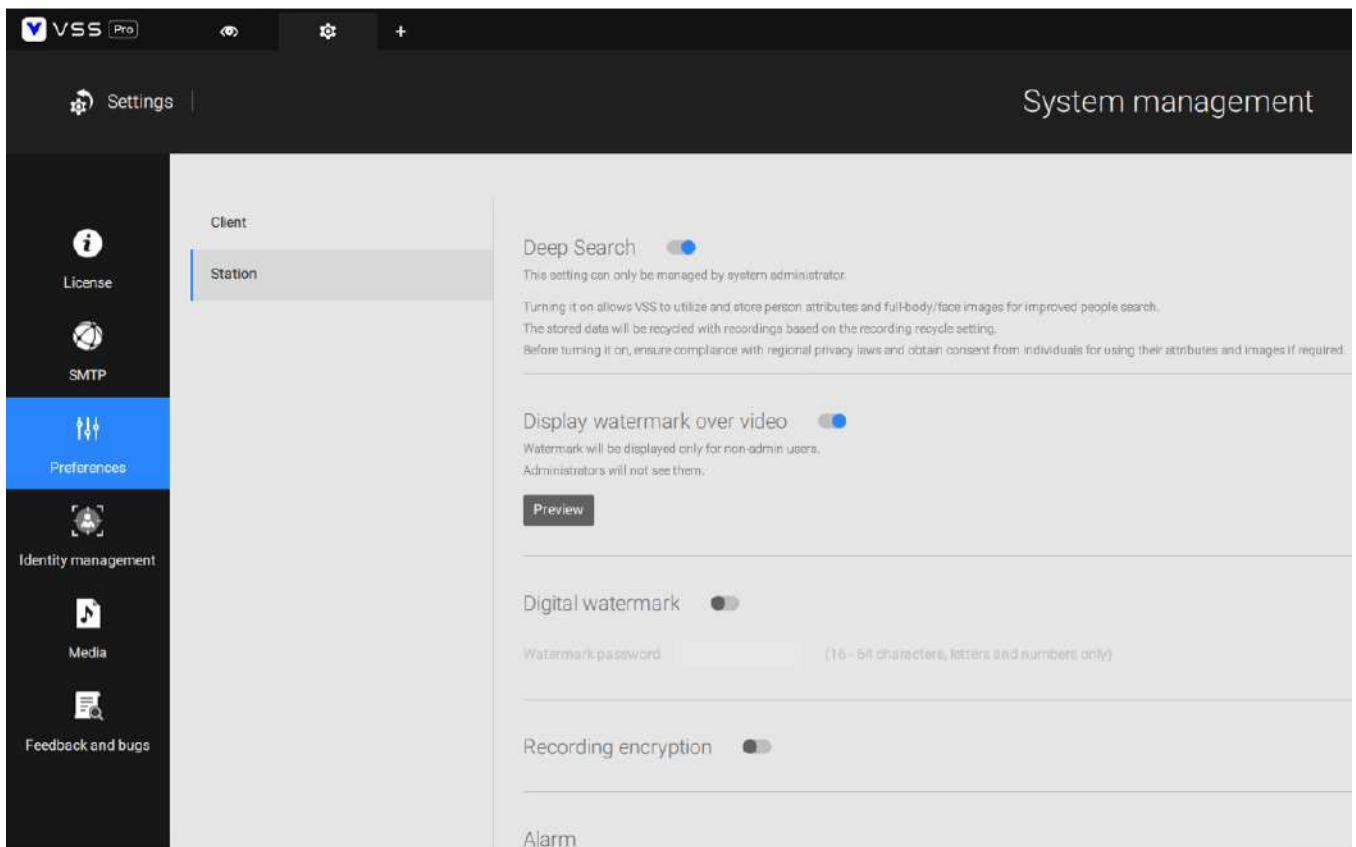 VSS Pro
+
Settings
System management
License
SMTP
Preferences
Identity management
Media
Feedback and bugs
Client
Station
Deep Search
This setting can only be managed by system administrator.
Turning it on allows VSS to utilize and store person attributes and full-body/face images for improved people search.
The stored data will be recycled with recordings based on the recording recycle setting.
Before turning it on, ensure compliance with regional privacy laws and obtain consent from individuals for using their attributes and images if required.
Display watermark over video
Watermark will be displayed only for non-admin users.
Administrators will not see them.
Preview
Digital watermark
Watermark password (16 - 64 characters, letters and numbers only)
Recording encryption
Alarm